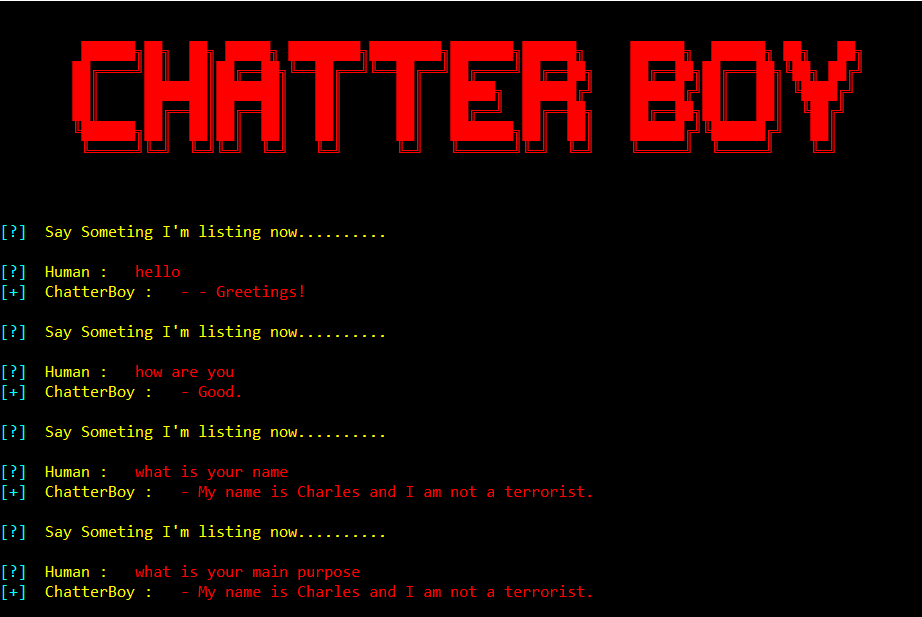 CHATTER BOY
[?]  Say Someting I'm listing now..........
[?]  Human :   hello
[+]  ChatterBoy :   - - Greetings!
[?]  Say Someting I'm listing now..........
[?]  Human :   how are you
[+]  ChatterBoy :   - Good.
[?]  Say Someting I'm listing now..........
[?]  Human :   what is your name
[+]  ChatterBoy :   - My name is Charles and I am not a terrorist.
[?]  Say Someting I'm listing now..........
[?]  Human :   what is your main purpose
[+]  ChatterBoy :   - My name is Charles and I am not a terrorist.